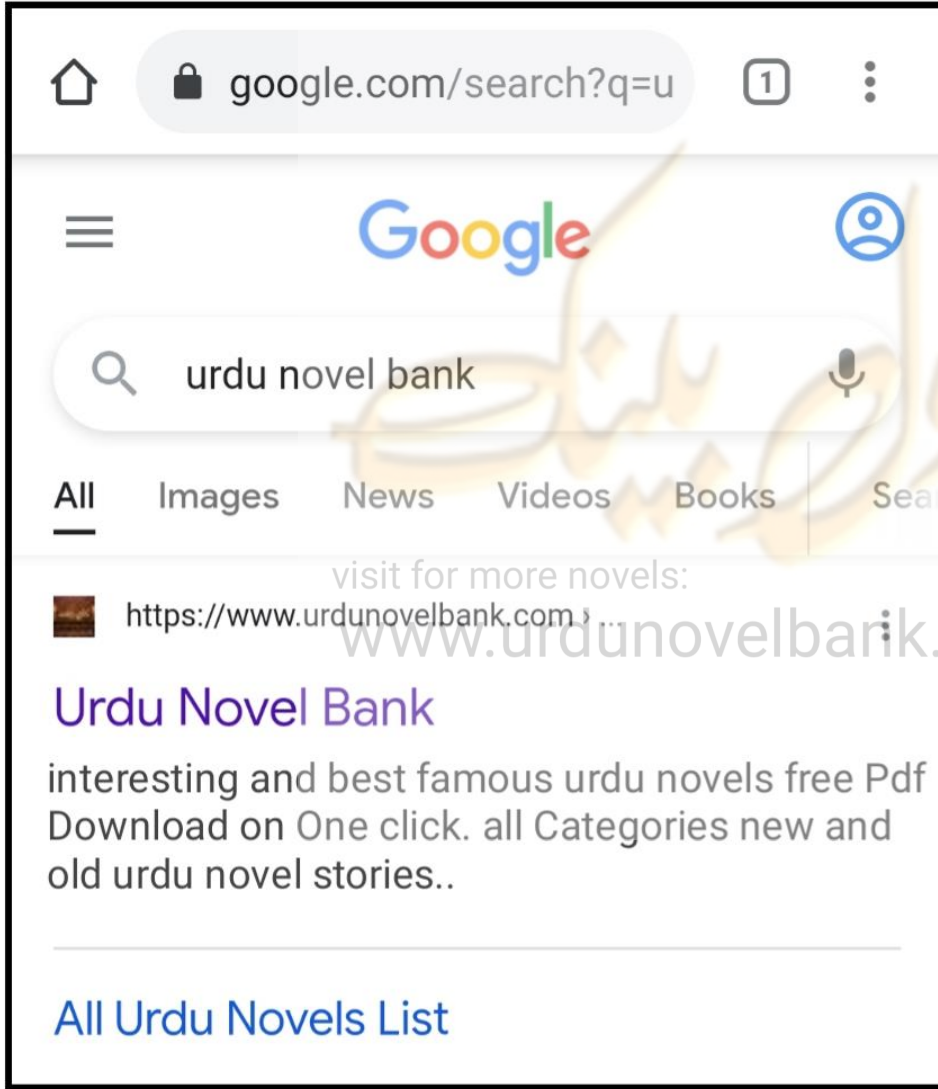 google.com/search?q=u 1
Google
urdu novel bank
All Images News Videos Books Sea
visit for more novels:
https://www.urdunovelbank.com › ...
www.urdunovelbank.
Urdu Novel Bank
interesting and best famous urdu novels free Pdf
Download on One click. all Categories new and
old urdu novel stories..
All Urdu Novels List